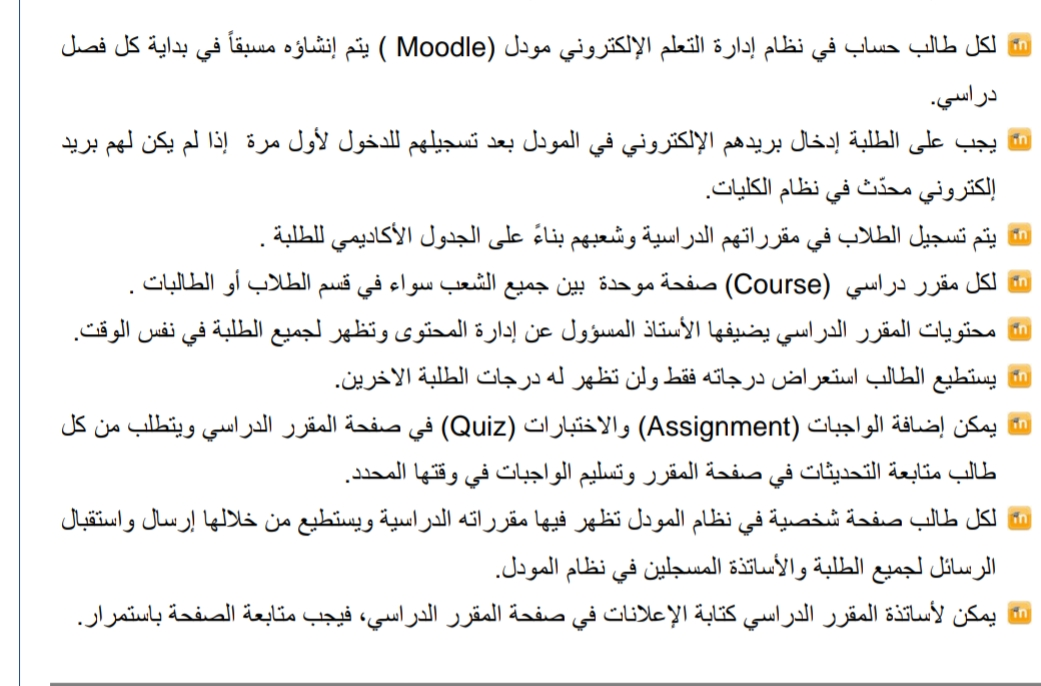 لكل طالب حساب في نظام إدارة التعلم الإلكتروني مودل (Moodle ) يتم إنشاؤه مسبقاً في بداية كل فصل
دراسي.
يجب على الطلبة إدخال بريدهم الإلكتروني في المودل بعد تسجيلهم للدخول لأول مرة إذا لم يكن لهم بريد
إلكتروني محدّث في نظام الكليات.
يتم تسجيل الطلاب في مقرراتهم الدراسية وشعبهم بناءً على الجدول الأكاديمي للطلبة .
لكل مقرر دراسي (Course) صفحة موحدة بين جميع الشعب سواء في قسم الطلاب أو الطالبات .
محتويات المقرر الدراسي يضيفها الأستاذ المسؤول عن إدارة المحتوى وتظهر لجميع الطلبة في نفس الوقت.
يستطيع الطالب استعراض درجاته فقط ولن تظهر له درجات الطلبة الاخرين.
يمكن إضافة الواجبات (Assignment) والاختبارات (Quiz) في صفحة المقرر الدراسي ويتطلب من كل
طالب متابعة التحديثات في صفحة المقرر وتسليم الواجبات في وقتها المحدد.
لكل طالب صفحة شخصية في نظام المودل تظهر فيها مقرراته الدراسية ويستطيع من خلالها إرسال واستقبال
الرسائل لجميع الطلبة والأساتذة المسجلين في نظام المودل.
يمكن لأساتذة المقرر الدراسي كتابة الإعلانات في صفحة المقرر الدراسي، فيجب متابعة الصفحة باستمرار.